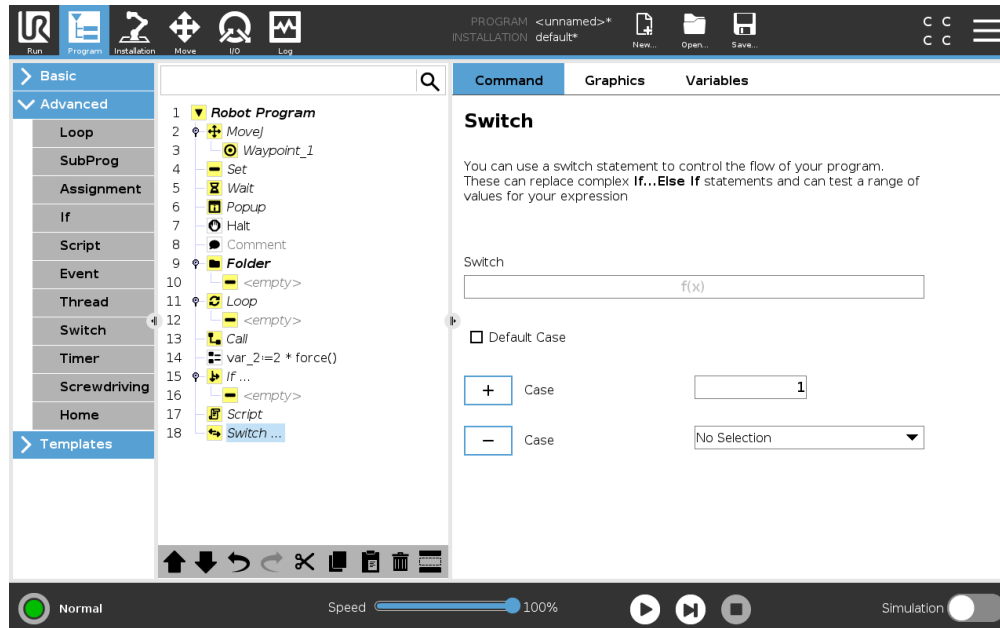 UR
PROGRAM <unnamed>*
INSTALLATION default*
Run Program Installation Move I/O Log
New... Open... Save...
C C
C C
Basic
Advanced
Loop
SubProg
Assignment
If
Script
Event
Thread
Switch
Timer
Screwdriving
Home
Templates
1 Robot Program
2 MoveJ
3 Waypoint_1
4 Set
5 Wait
6 Popup
7 Halt
8 Comment
9 Folder
10 <empty>
11 Loop
12 <empty>
13 Call
14 var_2:=2 * force()
15 If ...
16 <empty>
17 Script
18 Switch ...
Command Graphics Variables
Switch
You can use a switch statement to control the flow of your program.
These can replace complex If...Else If statements and can test a range of
values for your expression
Switch
f(x)
Default Case
+ Case 1
− Case No Selection
Normal
Speed 100%
Simulation